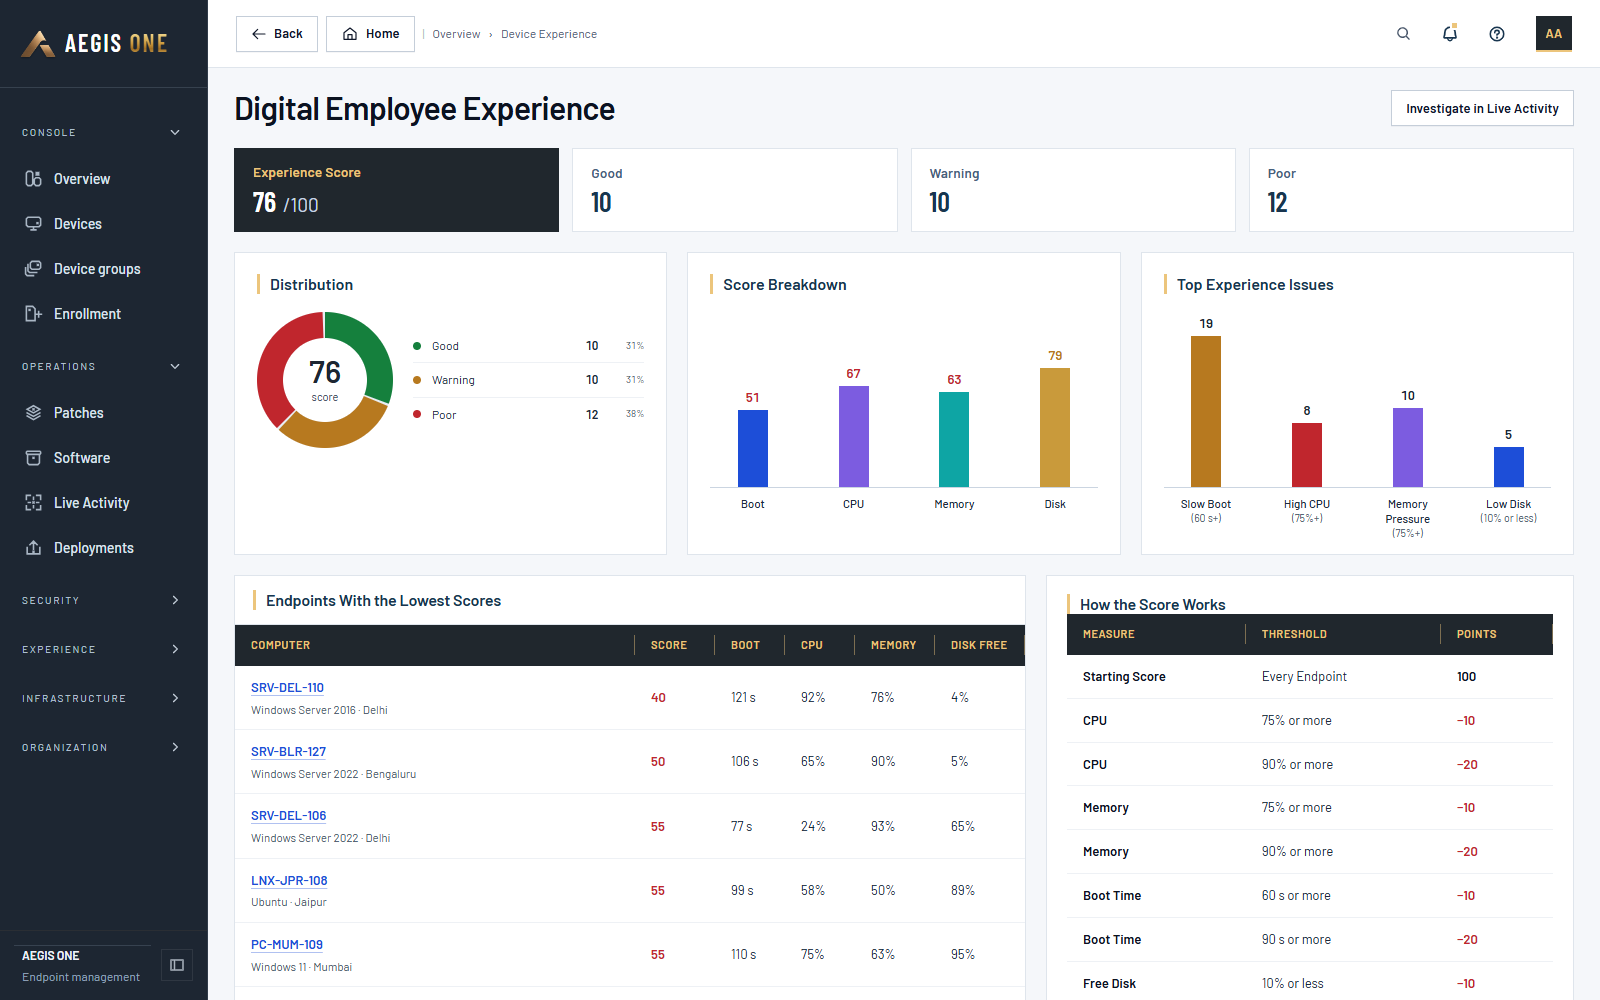 AEGIS ONE
CONSOLE
Overview
Devices
Device groups
Enrollment
OPERATIONS
Patches
Software
Live Activity
Deployments
SECURITY
EXPERIENCE
INFRASTRUCTURE
ORGANIZATION
AEGIS ONE
Endpoint management
Back
Home
Overview › Device Experience
AA
Digital Employee Experience
Investigate in Live Activity
Experience Score
76 /100
Good
10
Warning
10
Poor
12
Distribution
76
score
Good 10 31%
Warning 10 31%
Poor 12 38%
Score Breakdown
51
67
63
79
Boot
CPU
Memory
Disk
Top Experience Issues
19
8
10
5
Slow Boot
(60 s+)
High CPU
(75%+)
Memory
Pressure
(75%+)
Low Disk
(10% or less)
Endpoints With the Lowest Scores
COMPUTER SCORE BOOT CPU MEMORY DISK FREE
SRV-DEL-110
Windows Server 2016 · Delhi
40 121 s 92% 76% 4%
SRV-BLR-127
Windows Server 2022 · Bengaluru
50 106 s 65% 90% 5%
SRV-DEL-106
Windows Server 2022 · Delhi
55 77 s 24% 93% 65%
LNX-JPR-108
Ubuntu · Jaipur
55 99 s 58% 50% 89%
PC-MUM-109
Windows 11 · Mumbai
55 110 s 75% 63% 95%
How the Score Works
MEASURE THRESHOLD POINTS
Starting Score Every Endpoint 100
CPU 75% or more −10
CPU 90% or more −20
Memory 75% or more −10
Memory 90% or more −20
Boot Time 60 s or more −10
Boot Time 90 s or more −20
Free Disk 10% or less −10